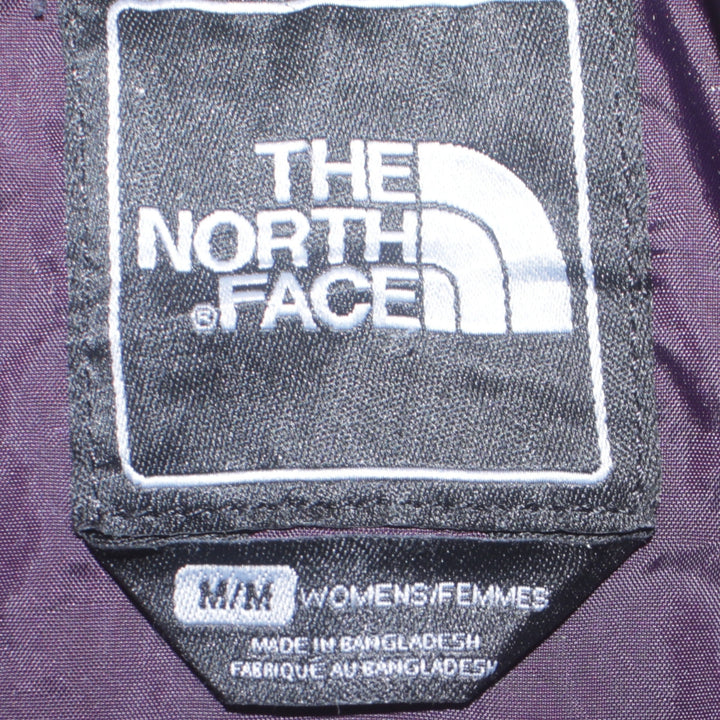 THE
NORTH
®FACE
M/M WOMENS/FEMMES
MADE IN BANGLADESH
FABRIQUE AU BANGLADESH